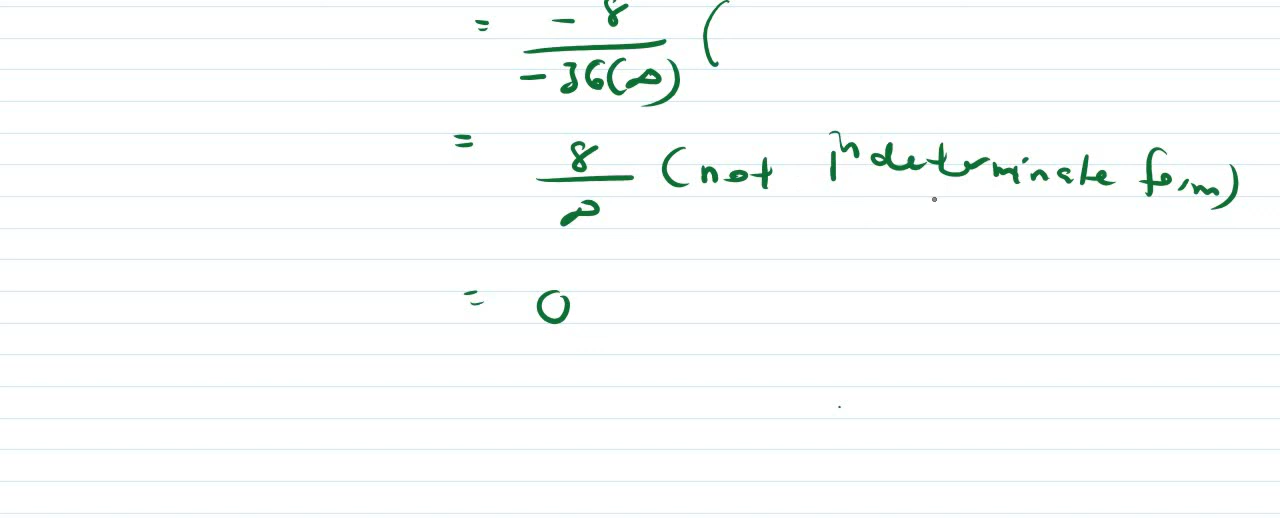 = -8 / -36(∞) (
= 8 / ∞ (not indeterminate form)
= 0